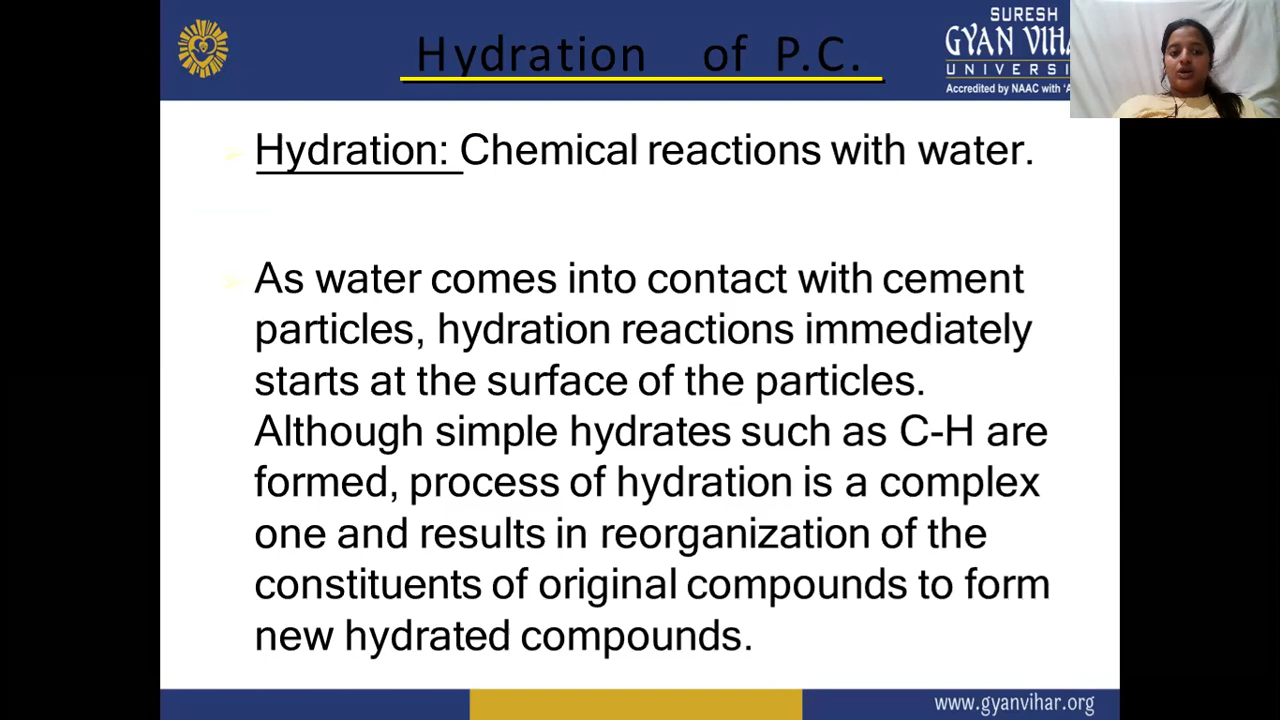 Hydration of P.C.
SURESH
GYAN VIHA
UNIVERSI
Accredited by NAAC with 'A
Hydration: Chemical reactions with water.
As water comes into contact with cement
particles, hydration reactions immediately
starts at the surface of the particles.
Although simple hydrates such as C-H are
formed, process of hydration is a complex
one and results in reorganization of the
constituents of original compounds to form
new hydrated compounds.
www.gyanvihar.org